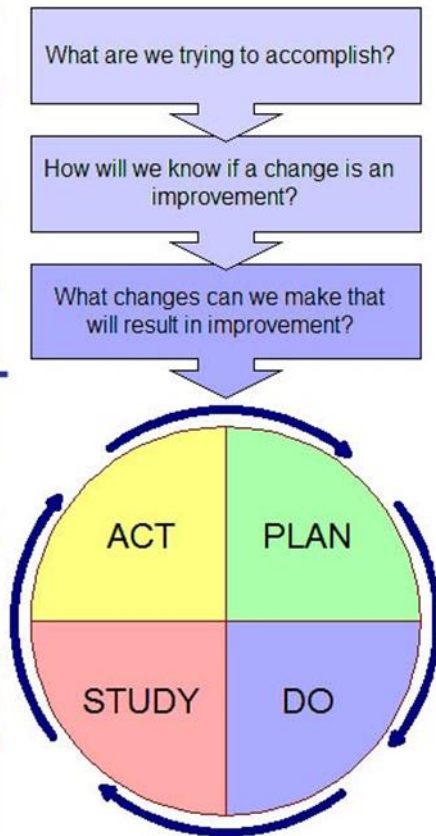 What are we trying to accomplish?
How will we know if a change is an
improvement?
What changes can we make that
will result in improvement?
ACT
PLAN
STUDY
DO